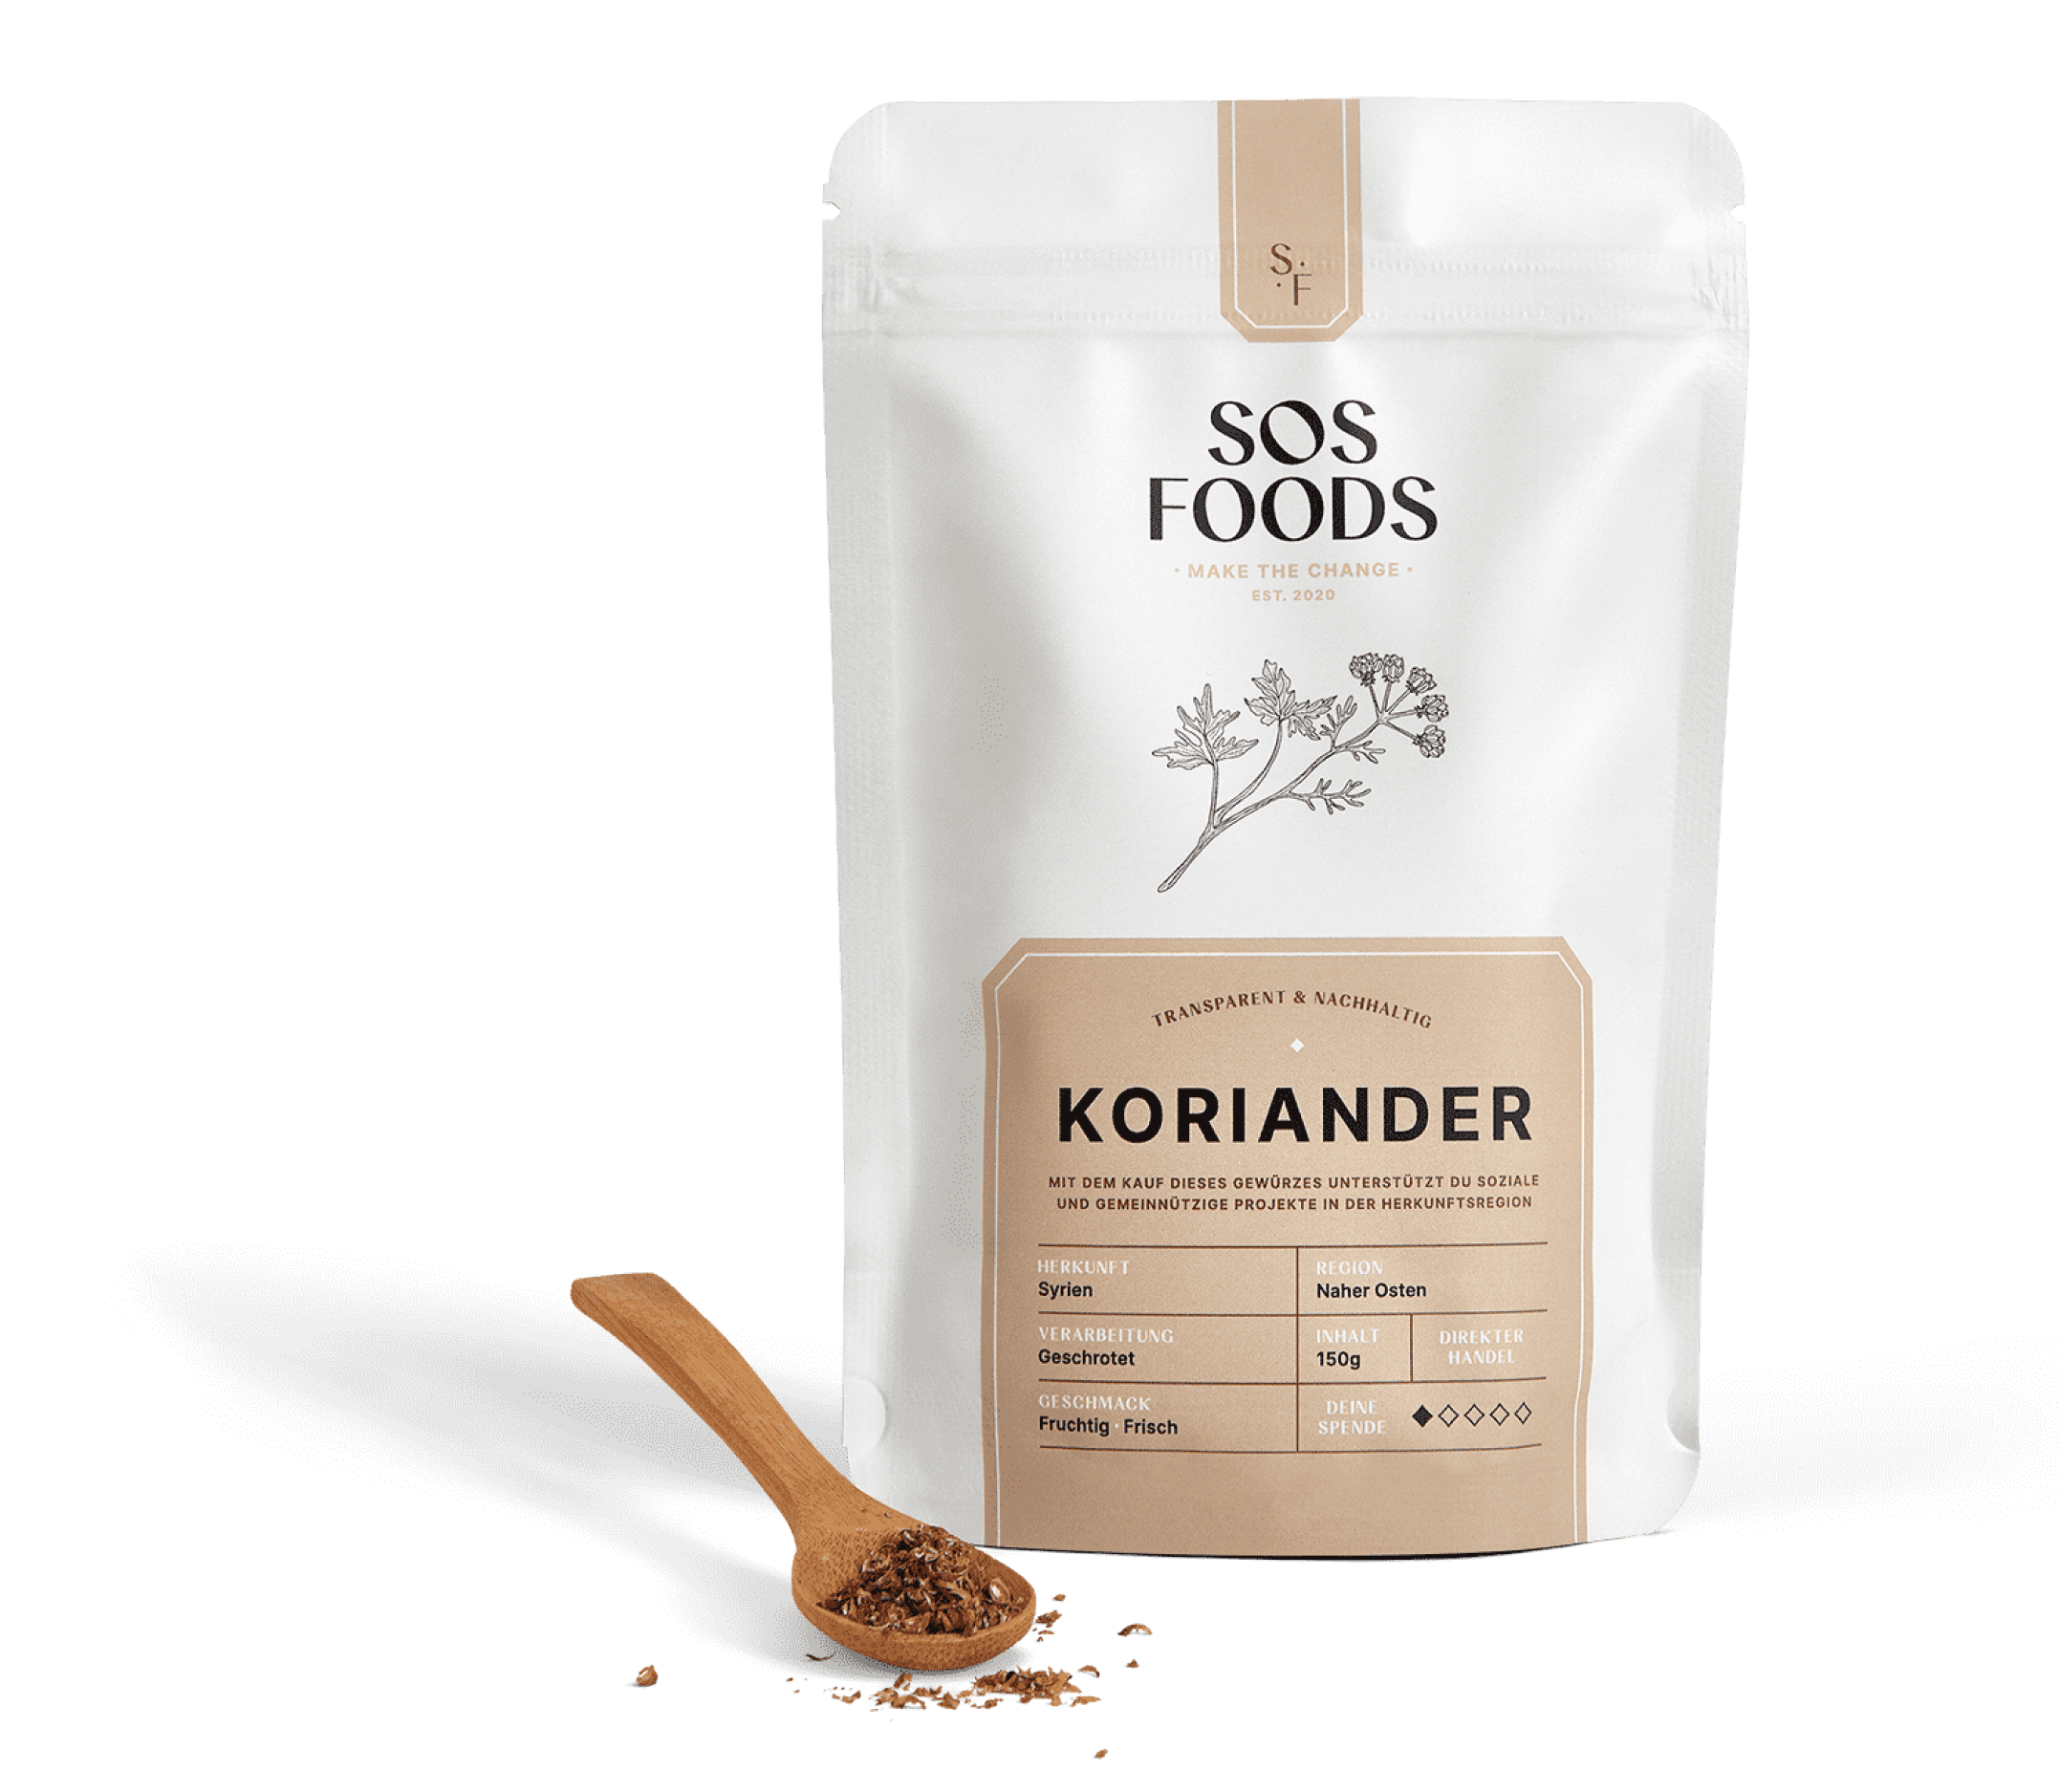 S.
.F
SOS
FOODS
· MAKE THE CHANGE ·
EST. 2020
TRANSPARENT & NACHHALTIG
KORIANDER
MIT DEM KAUF DIESES GEWÜRZES UNTERSTÜTZT DU SOZIALE
UND GEMEINNÜTZIGE PROJEKTE IN DER HERKUNFTSREGION
HERKUNFT
Syrien
REGION
Naher Osten
VERARBEITUNG
Geschrotet
INHALT
150g
DIREKTER
HANDEL
GESCHMACK
Fruchtig · Frisch
DEINE
SPENDE